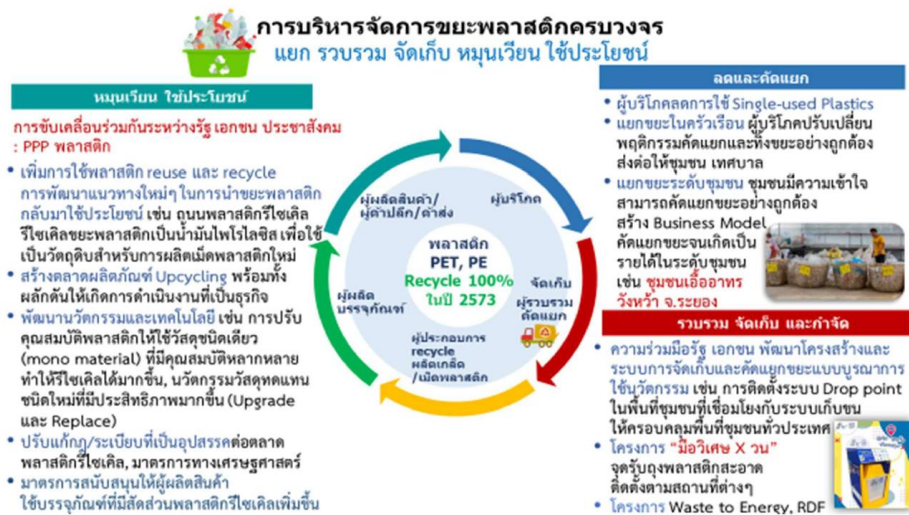 การบริหารจัดการขยะพลาสติกครบวงจร
แยก รวบรวม จัดเก็บ หมุนเวียน ใช้ประโยชน์
หมุนเวียน ใช้ประโยชน์
การขับเคลื่อนร่วมกันระหว่างรัฐ เอกชน ประชาสังคม
: PPP พลาสติก
• เพิ่มการใช้พลาสติก reuse และ recycle
การพัฒนาแนวทางใหม่ๆ ในการนำขยะพลาสติก
กลับมาใช้ประโยชน์ เช่น ถนนพลาสติกรีไซเคิล
รีไซเคิลขยะพลาสติกเป็นน้ำมันไพโรไลซิส เพื่อใช้
เป็นวัตถุดิบสำหรับการผลิตเม็ดพลาสติกใหม่
• สร้างตลาดผลิตภัณฑ์ Upcycling พร้อมทั้ง
ผลักดันให้เกิดการดำเนินงานที่เป็นธุรกิจ
• พัฒนานวัตกรรมและเทคโนโลยี เช่น การปรับ
คุณสมบัติพลาสติกให้ใช้วัสดุชนิดเดียว
(mono material) ที่มีคุณสมบัติหลากหลาย
ทำให้รีไซเคิลได้มากขึ้น, นวัตกรรมวัสดุทดแทน
ชนิดใหม่ที่มีประสิทธิภาพมากขึ้น (Upgrade
และ Replace)
• ปรับแก้กฎ/ระเบียบที่เป็นอุปสรรคต่อตลาด
พลาสติกรีไซเคิล, มาตรการทางเศรษฐศาสตร์
• มาตรการสนับสนุนให้ผู้ผลิตสินค้า
ใช้บรรจุภัณฑ์ที่มีสัดส่วนพลาสติกรีไซเคิลเพิ่มขึ้น
ผู้ผลิตสินค้า/
ผู้ค้าปลีก/ค้าส่ง
ผู้บริโภค
พลาสติก
PET, PE
Recycle 100%
ในปี 2573
จัดเก็บ
ผู้รวบรวม
คัดแยก
ผู้ผลิต
บรรจุภัณฑ์
ผู้ประกอบการ
recycle
ผลิตเกล็ด
/เม็ดพลาสติก
ลดและคัดแยก
• ผู้บริโภคลดการใช้ Single-used Plastics
• แยกขยะในครัวเรือน ผู้บริโภคปรับเปลี่ยน
พฤติกรรมคัดแยกและทิ้งขยะอย่างถูกต้อง
ส่งต่อให้ชุมชน เทศบาล
• แยกขยะระดับชุมชน ชุมชนมีความเข้าใจ
สามารถคัดแยกขยะอย่างถูกต้อง
สร้าง Business Model
คัดแยกขยะจนเกิดเป็น
รายได้ในระดับชุมชน
เช่น ชุมชนเอื้ออาทร
วังหว้า จ.ระยอง
รวบรวม จัดเก็บ และกำจัด
• ความร่วมมือรัฐ เอกชน พัฒนาโครงสร้างและ
ระบบการจัดเก็บและคัดแยกขยะแบบบูรณาการ
ใช้นวัตกรรม เช่น การติดตั้งระบบ Drop point
ในพื้นที่ชุมชนที่เชื่อมโยงกับระบบเก็บขน
ให้ครอบคลุมพื้นที่ชุมชนทั่วประเทศ
• โครงการ “มือวิเศษ X วน”
จุดรับถุงพลาสติกสะอาด
ติดตั้งตามสถานที่ต่างๆ
• โครงการ Waste to Energy, RDF